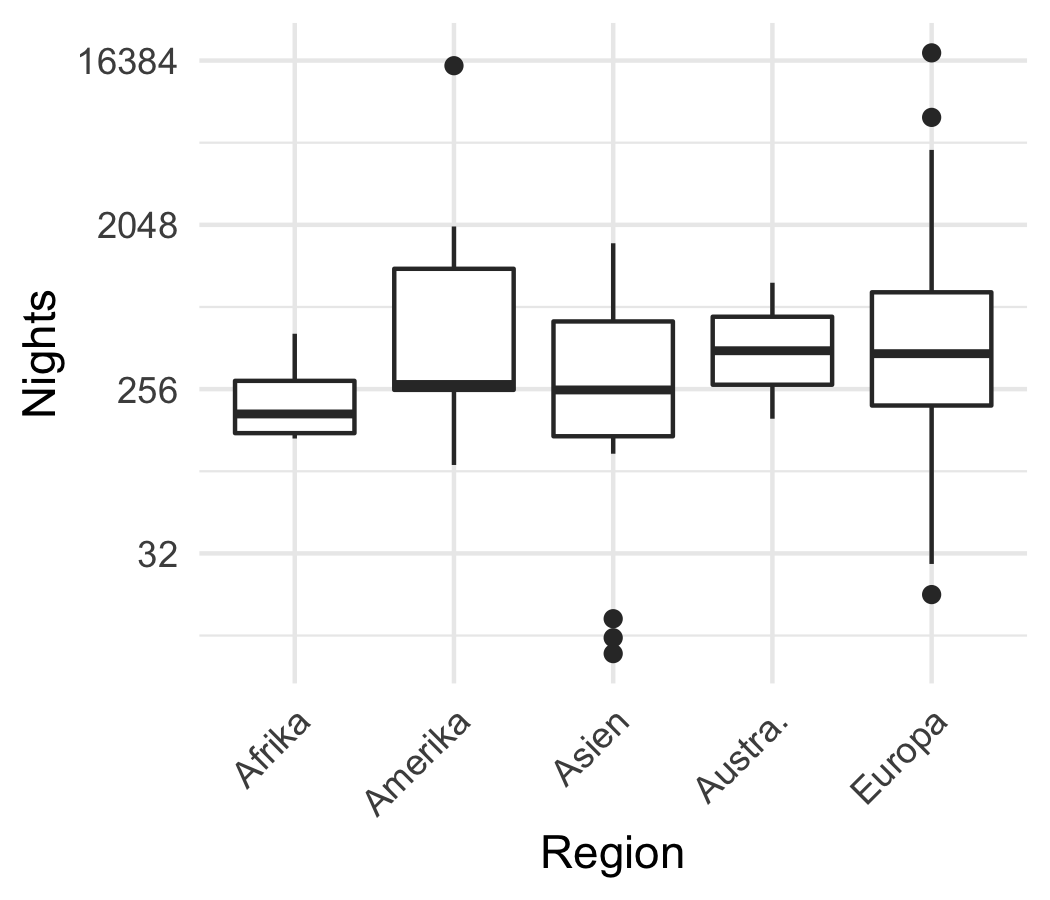 Nights
16384
2048
256
32
Afrika
Amerika
Asien
Austra.
Europa
Region